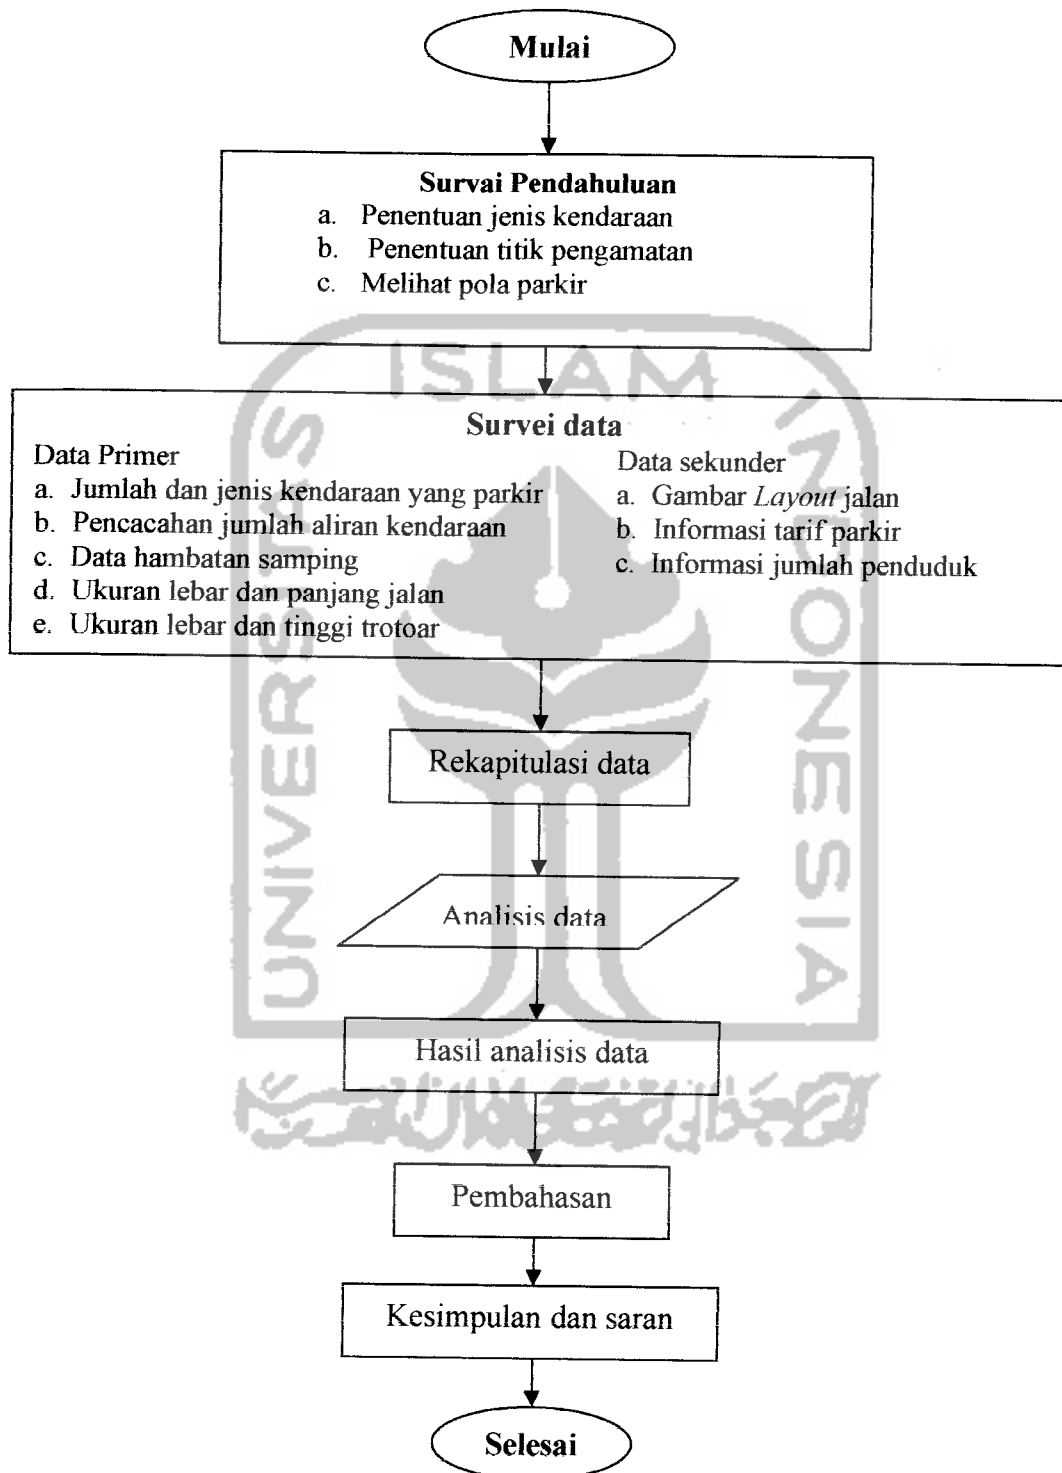 Mulai
Survai Pendahuluan
a. Penentuan jenis kendaraan
b. Penentuan titik pengamatan
c. Melihat pola parkir
Survei data
Data Primer
a. Jumlah dan jenis kendaraan yang parkir
b. Pencacahan jumlah aliran kendaraan
c. Data hambatan samping
d. Ukuran lebar dan panjang jalan
e. Ukuran lebar dan tinggi trotoar
Data sekunder
a. Gambar Layout jalan
b. Informasi tarif parkir
c. Informasi jumlah penduduk
Rekapitulasi data
Analisis data
Hasil analisis data
Pembahasan
Kesimpulan dan saran
Selesai
UNIVERSITAS ISLAM INDONESIA